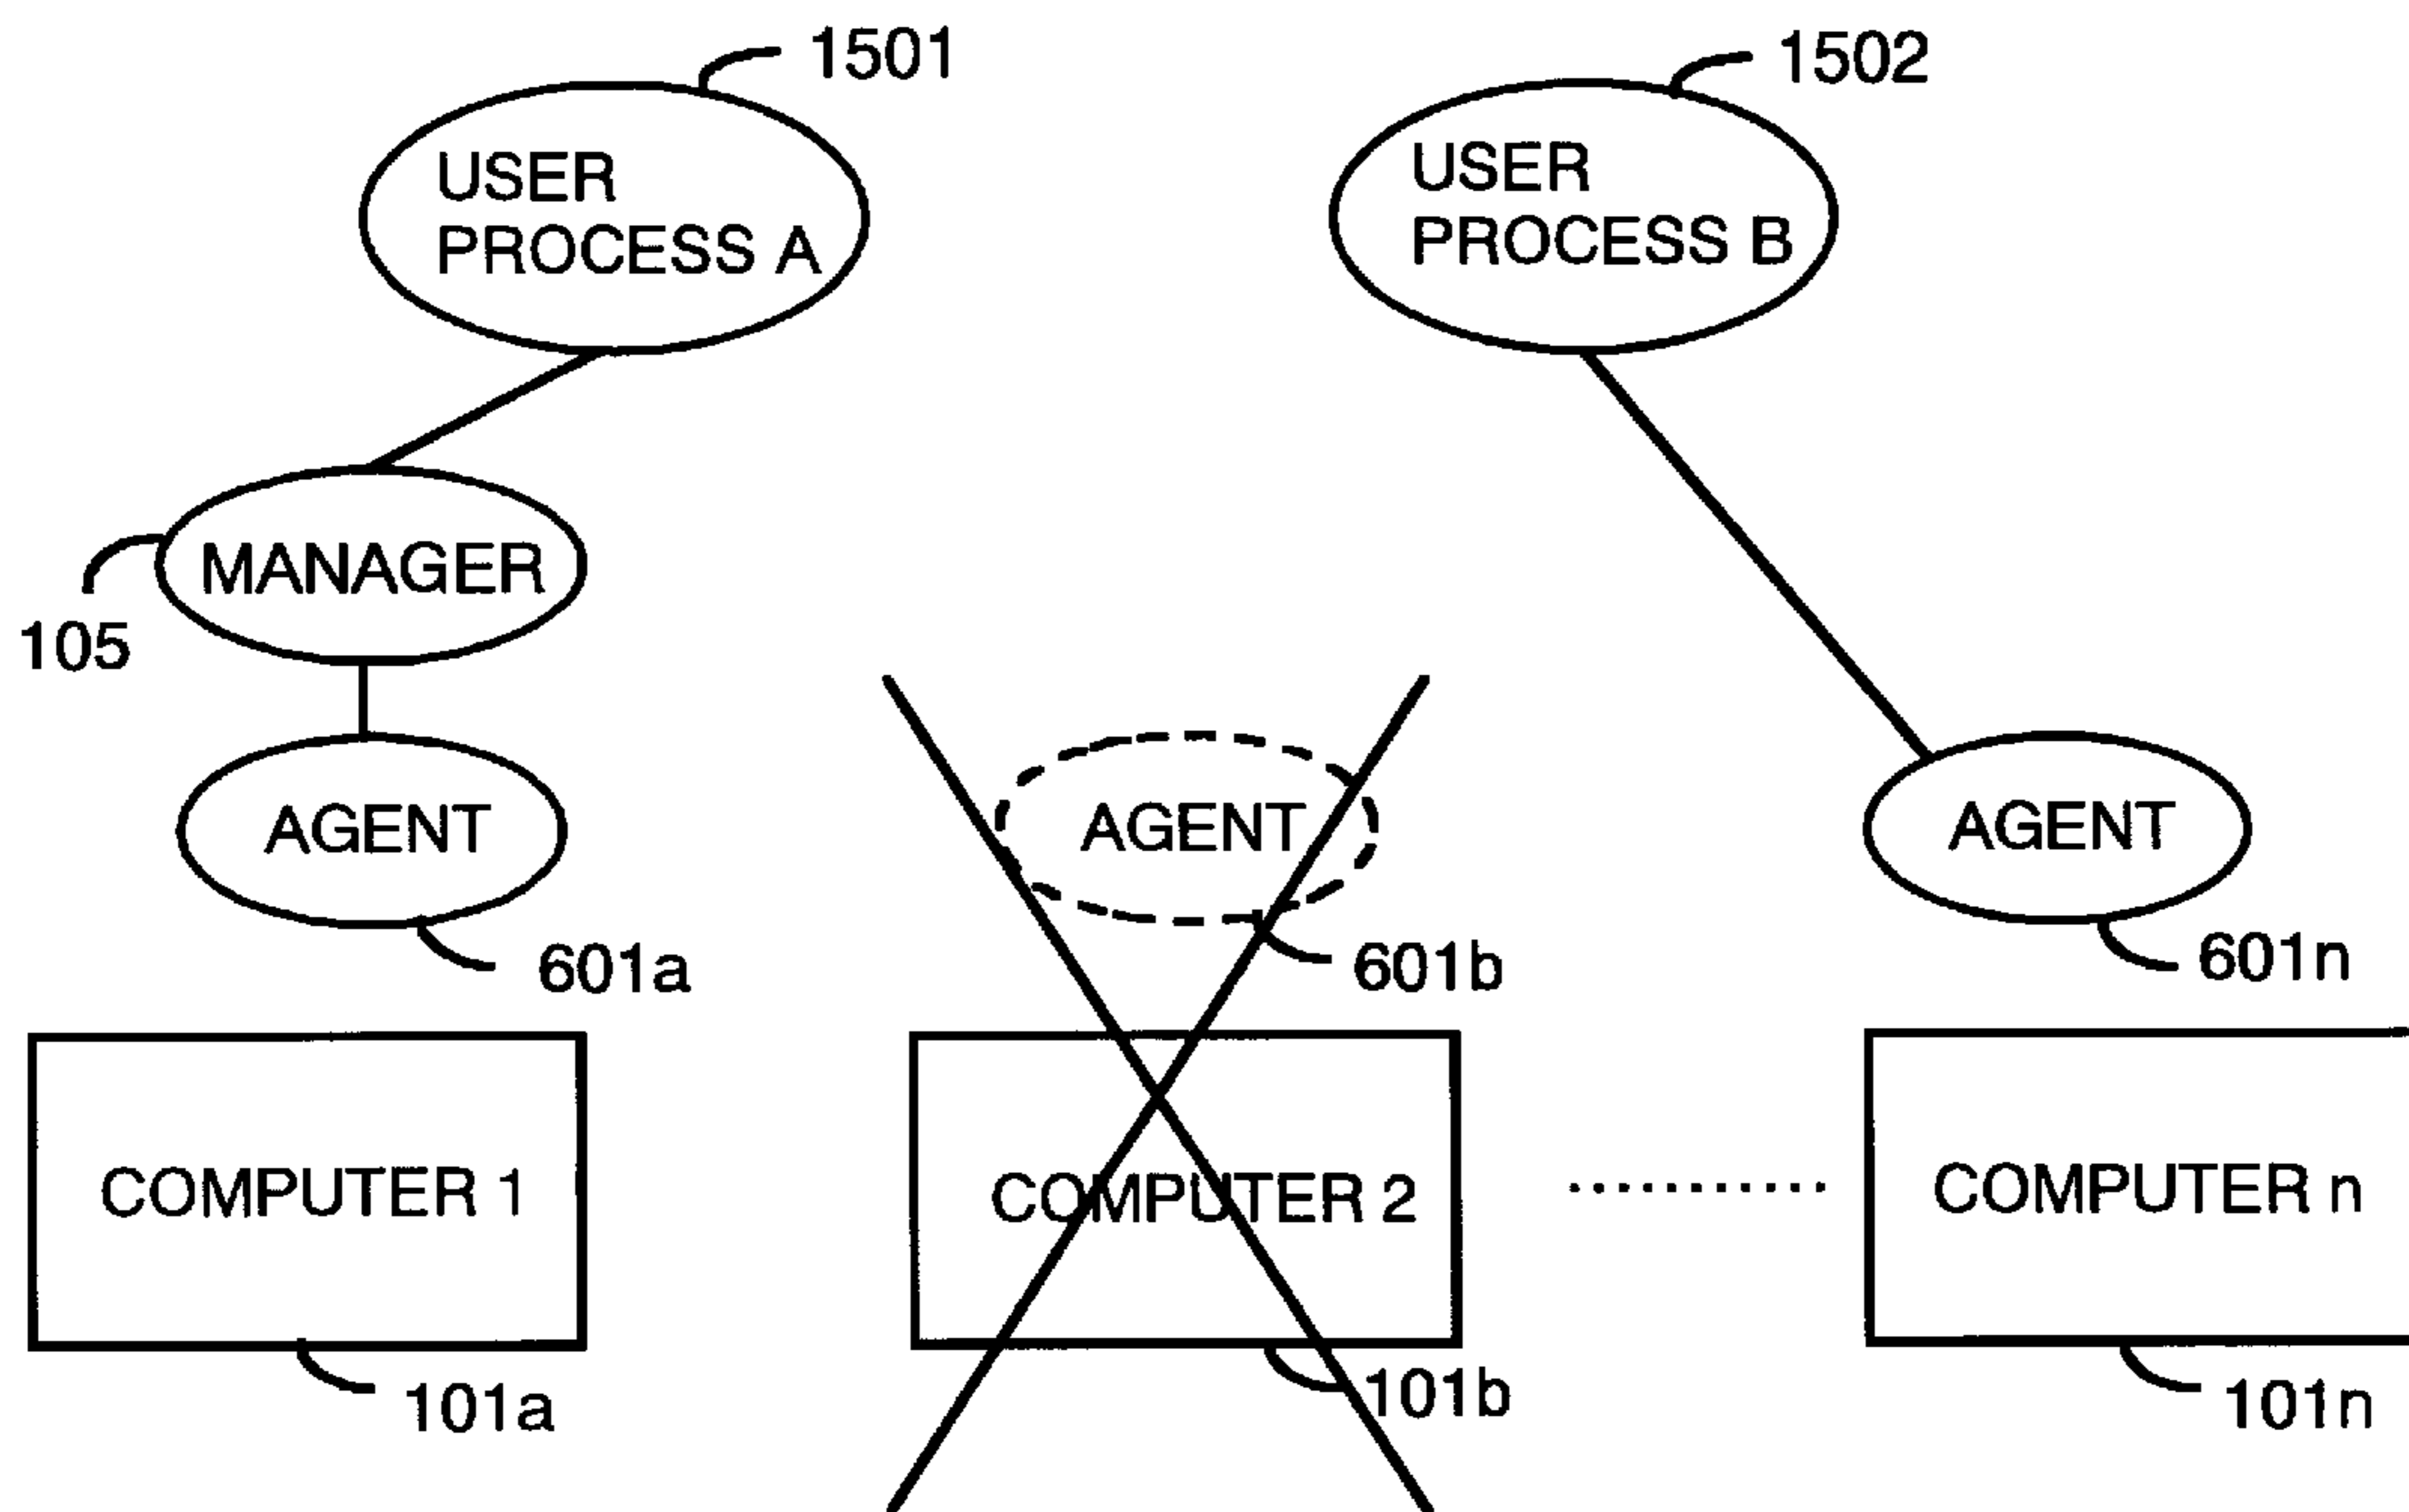 1501
1502
USER
PROCESS A
USER
PROCESS B
MANAGER
105
AGENT
AGENT
AGENT
601a
601b
601n
COMPUTER 1
COMPUTER 2
COMPUTER n
101a
101b
101n